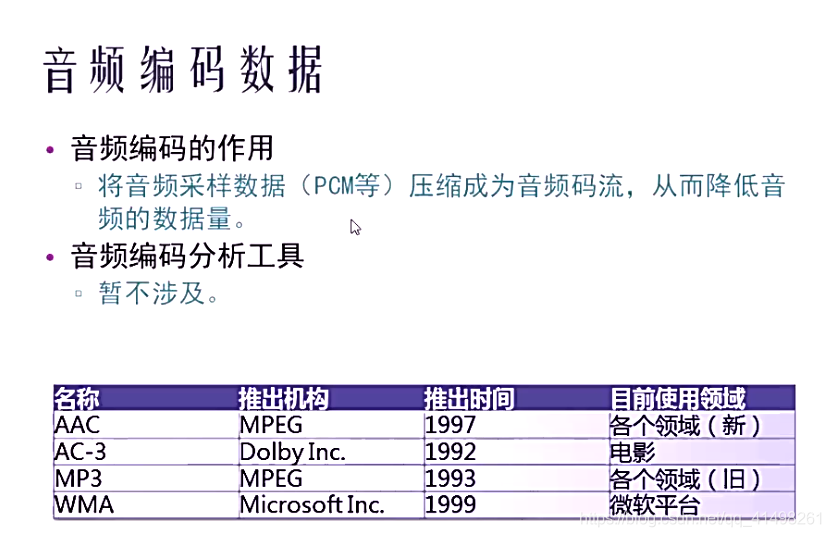 音频编码数据
• 音频编码的作用
▫ 将音频采样数据（PCM等）压缩成为音频码流，从而降低音
频的数据量。
• 音频编码分析工具
▫ 暂不涉及。
名称 推出机构 推出时间 目前使用领域
AAC MPEG 1997 各个领域（新）
AC-3 Dolby Inc. 1992 电影
MP3 MPEG 1993 各个领域（旧）
WMA Microsoft Inc. 1999 微软平台
https://blog.csdn.net/qq_41498261